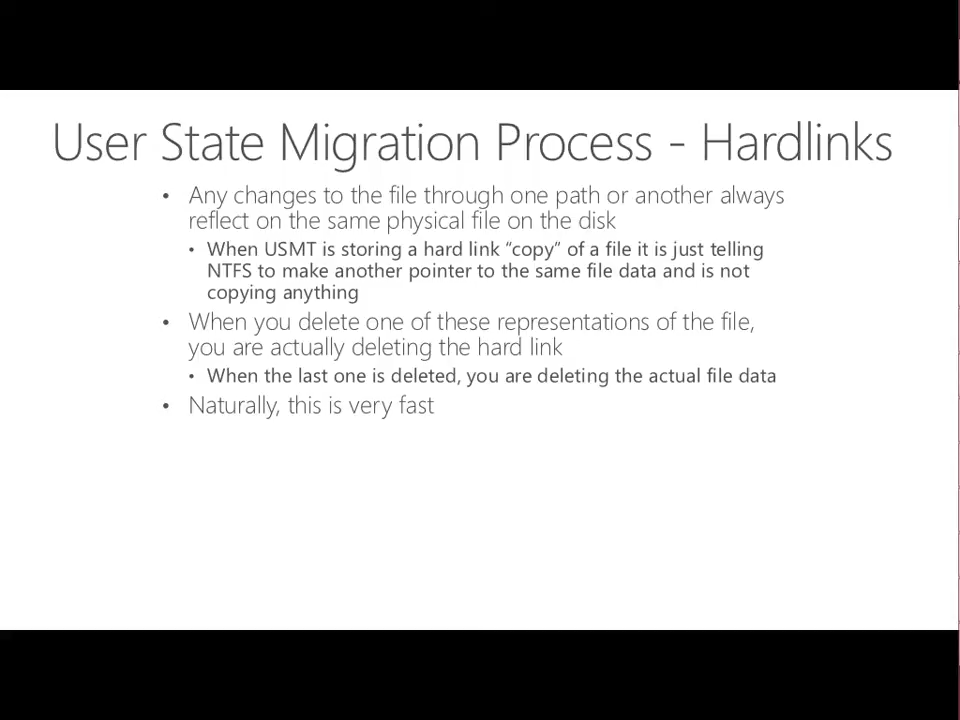 User State Migration Process - Hardlinks
• Any changes to the file through one path or another always
reflect on the same physical file on the disk
• When USMT is storing a hard link “copy” of a file it is just telling
NTFS to make another pointer to the same file data and is not
copying anything
• When you delete one of these representations of the file,
you are actually deleting the hard link
• When the last one is deleted, you are deleting the actual file data
• Naturally, this is very fast